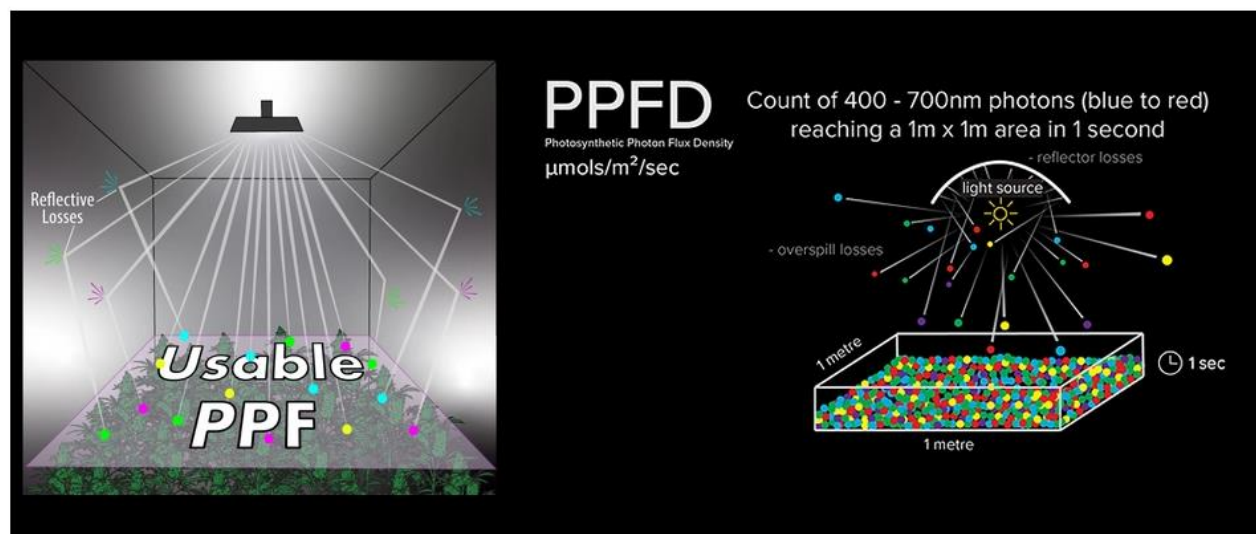 Reflective
Losses
Usable
PPF
PPFD
Photosynthetic Photon Flux Density
µmols/m²/sec
Count of 400 - 700nm photons (blue to red)
reaching a 1m x 1m area in 1 second
- reflector losses
light source
- overspill losses
1 metre
1 sec
1 metre